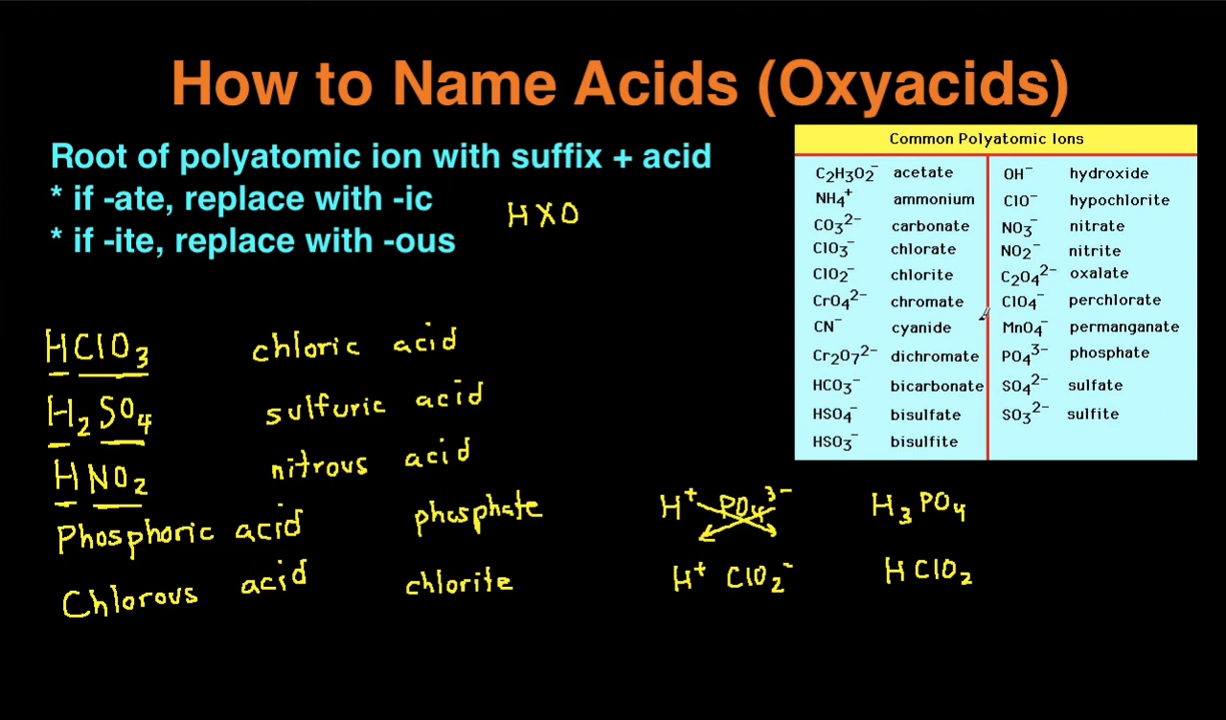 How to Name Acids (Oxyacids)
Root of polyatomic ion with suffix + acid
* if -ate, replace with -ic
* if -ite, replace with -ous
HXO
Common Polyatomic Ions
C₂H₃O₂⁻ acetate
NH₄⁺ ammonium
CO₃²⁻ carbonate
ClO₃⁻ chlorate
ClO₂⁻ chlorite
CrO₄²⁻ chromate
CN⁻ cyanide
Cr₂O₇²⁻ dichromate
HCO₃⁻ bicarbonate
HSO₄⁻ bisulfate
HSO₃⁻ bisulfite
OH⁻ hydroxide
ClO⁻ hypochlorite
NO₃⁻ nitrate
NO₂⁻ nitrite
C₂O₄²⁻ oxalate
ClO₄⁻ perchlorate
MnO₄⁻ permanganate
PO₄³⁻ phosphate
SO₄²⁻ sulfate
SO₃²⁻ sulfite
HClO₃ chloric acid
H₂SO₄ sulfuric acid
HNO₂ nitrous acid
Phosphoric acid phosphate H⁺ PO₄³⁻ H₃PO₄
Chlorous acid chlorite H⁺ ClO₂⁻ HClO₂